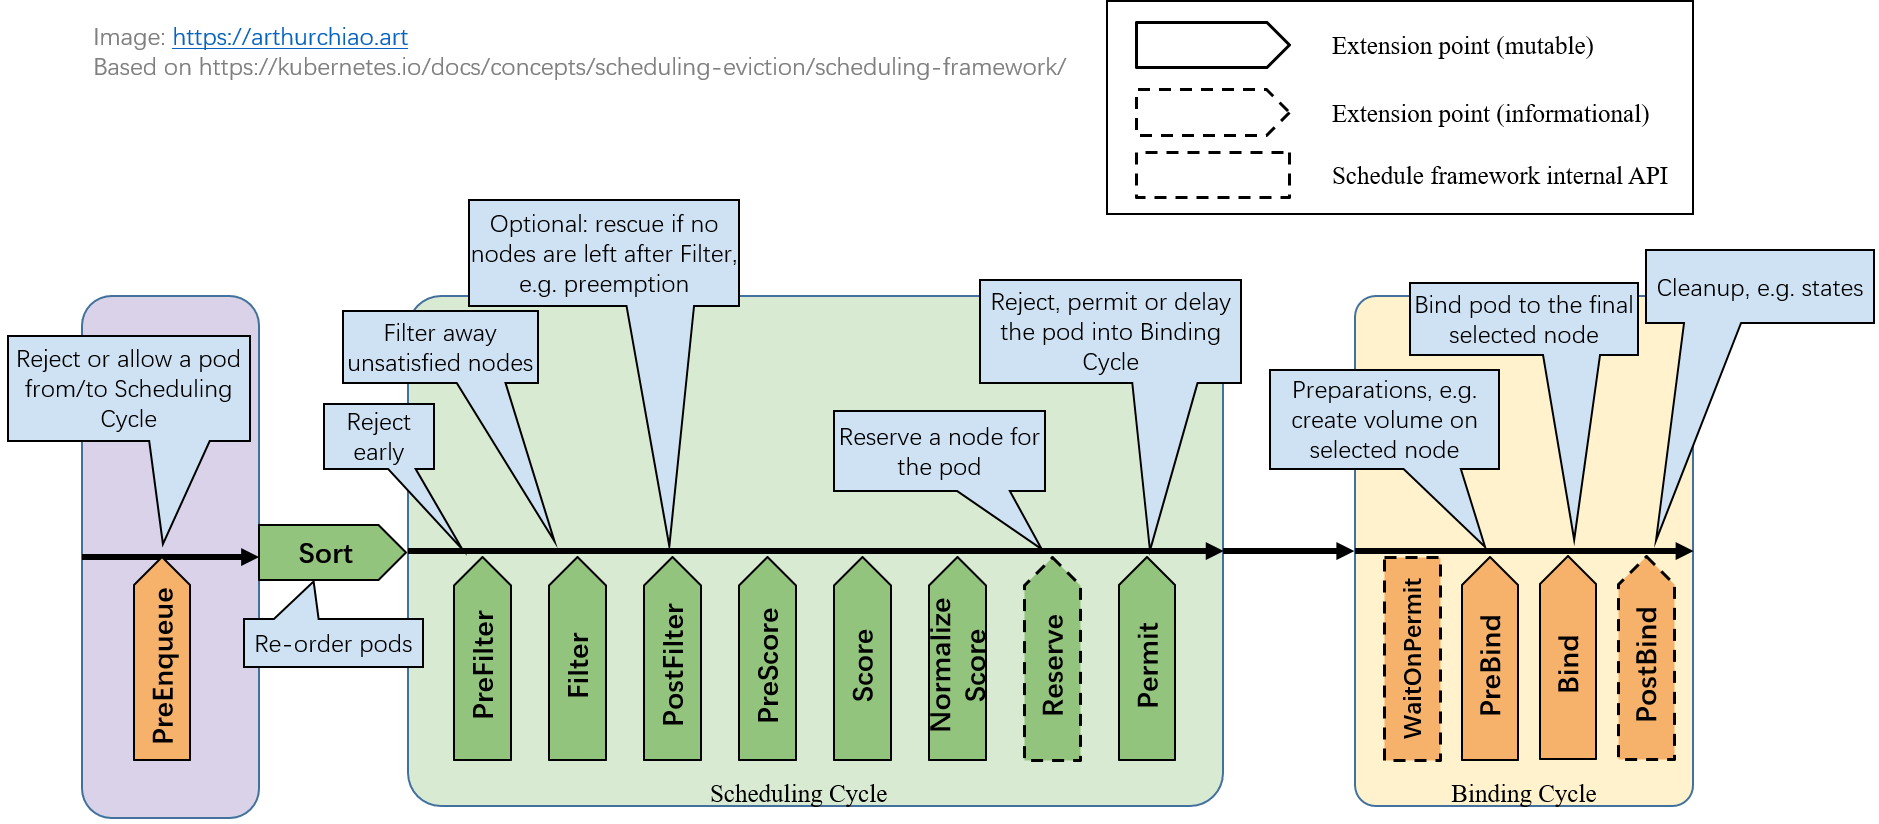 Image: https://arthurchiao.art
Based on https://kubernetes.io/docs/concepts/scheduling-eviction/scheduling-framework/
Extension point (mutable)
Extension point (informational)
Schedule framework internal API
Reject or allow a pod
from/to Scheduling
Cycle
Re-order pods
Reject
early
Filter away
unsatisfied nodes
Optional: rescue if no
nodes are left after Filter,
e.g. preemption
Reserve a node for
the pod
Reject, permit or delay
the pod into Binding
Cycle
Preparations, e.g.
create volume on
selected node
Bind pod to the final
selected node
Cleanup, e.g. states
PreEnqueue
Sort
PreFilter
Filter
PostFilter
PreScore
Score
Normalize
Score
Reserve
Permit
WaitOnPermit
PreBind
Bind
PostBind
Scheduling Cycle
Binding Cycle